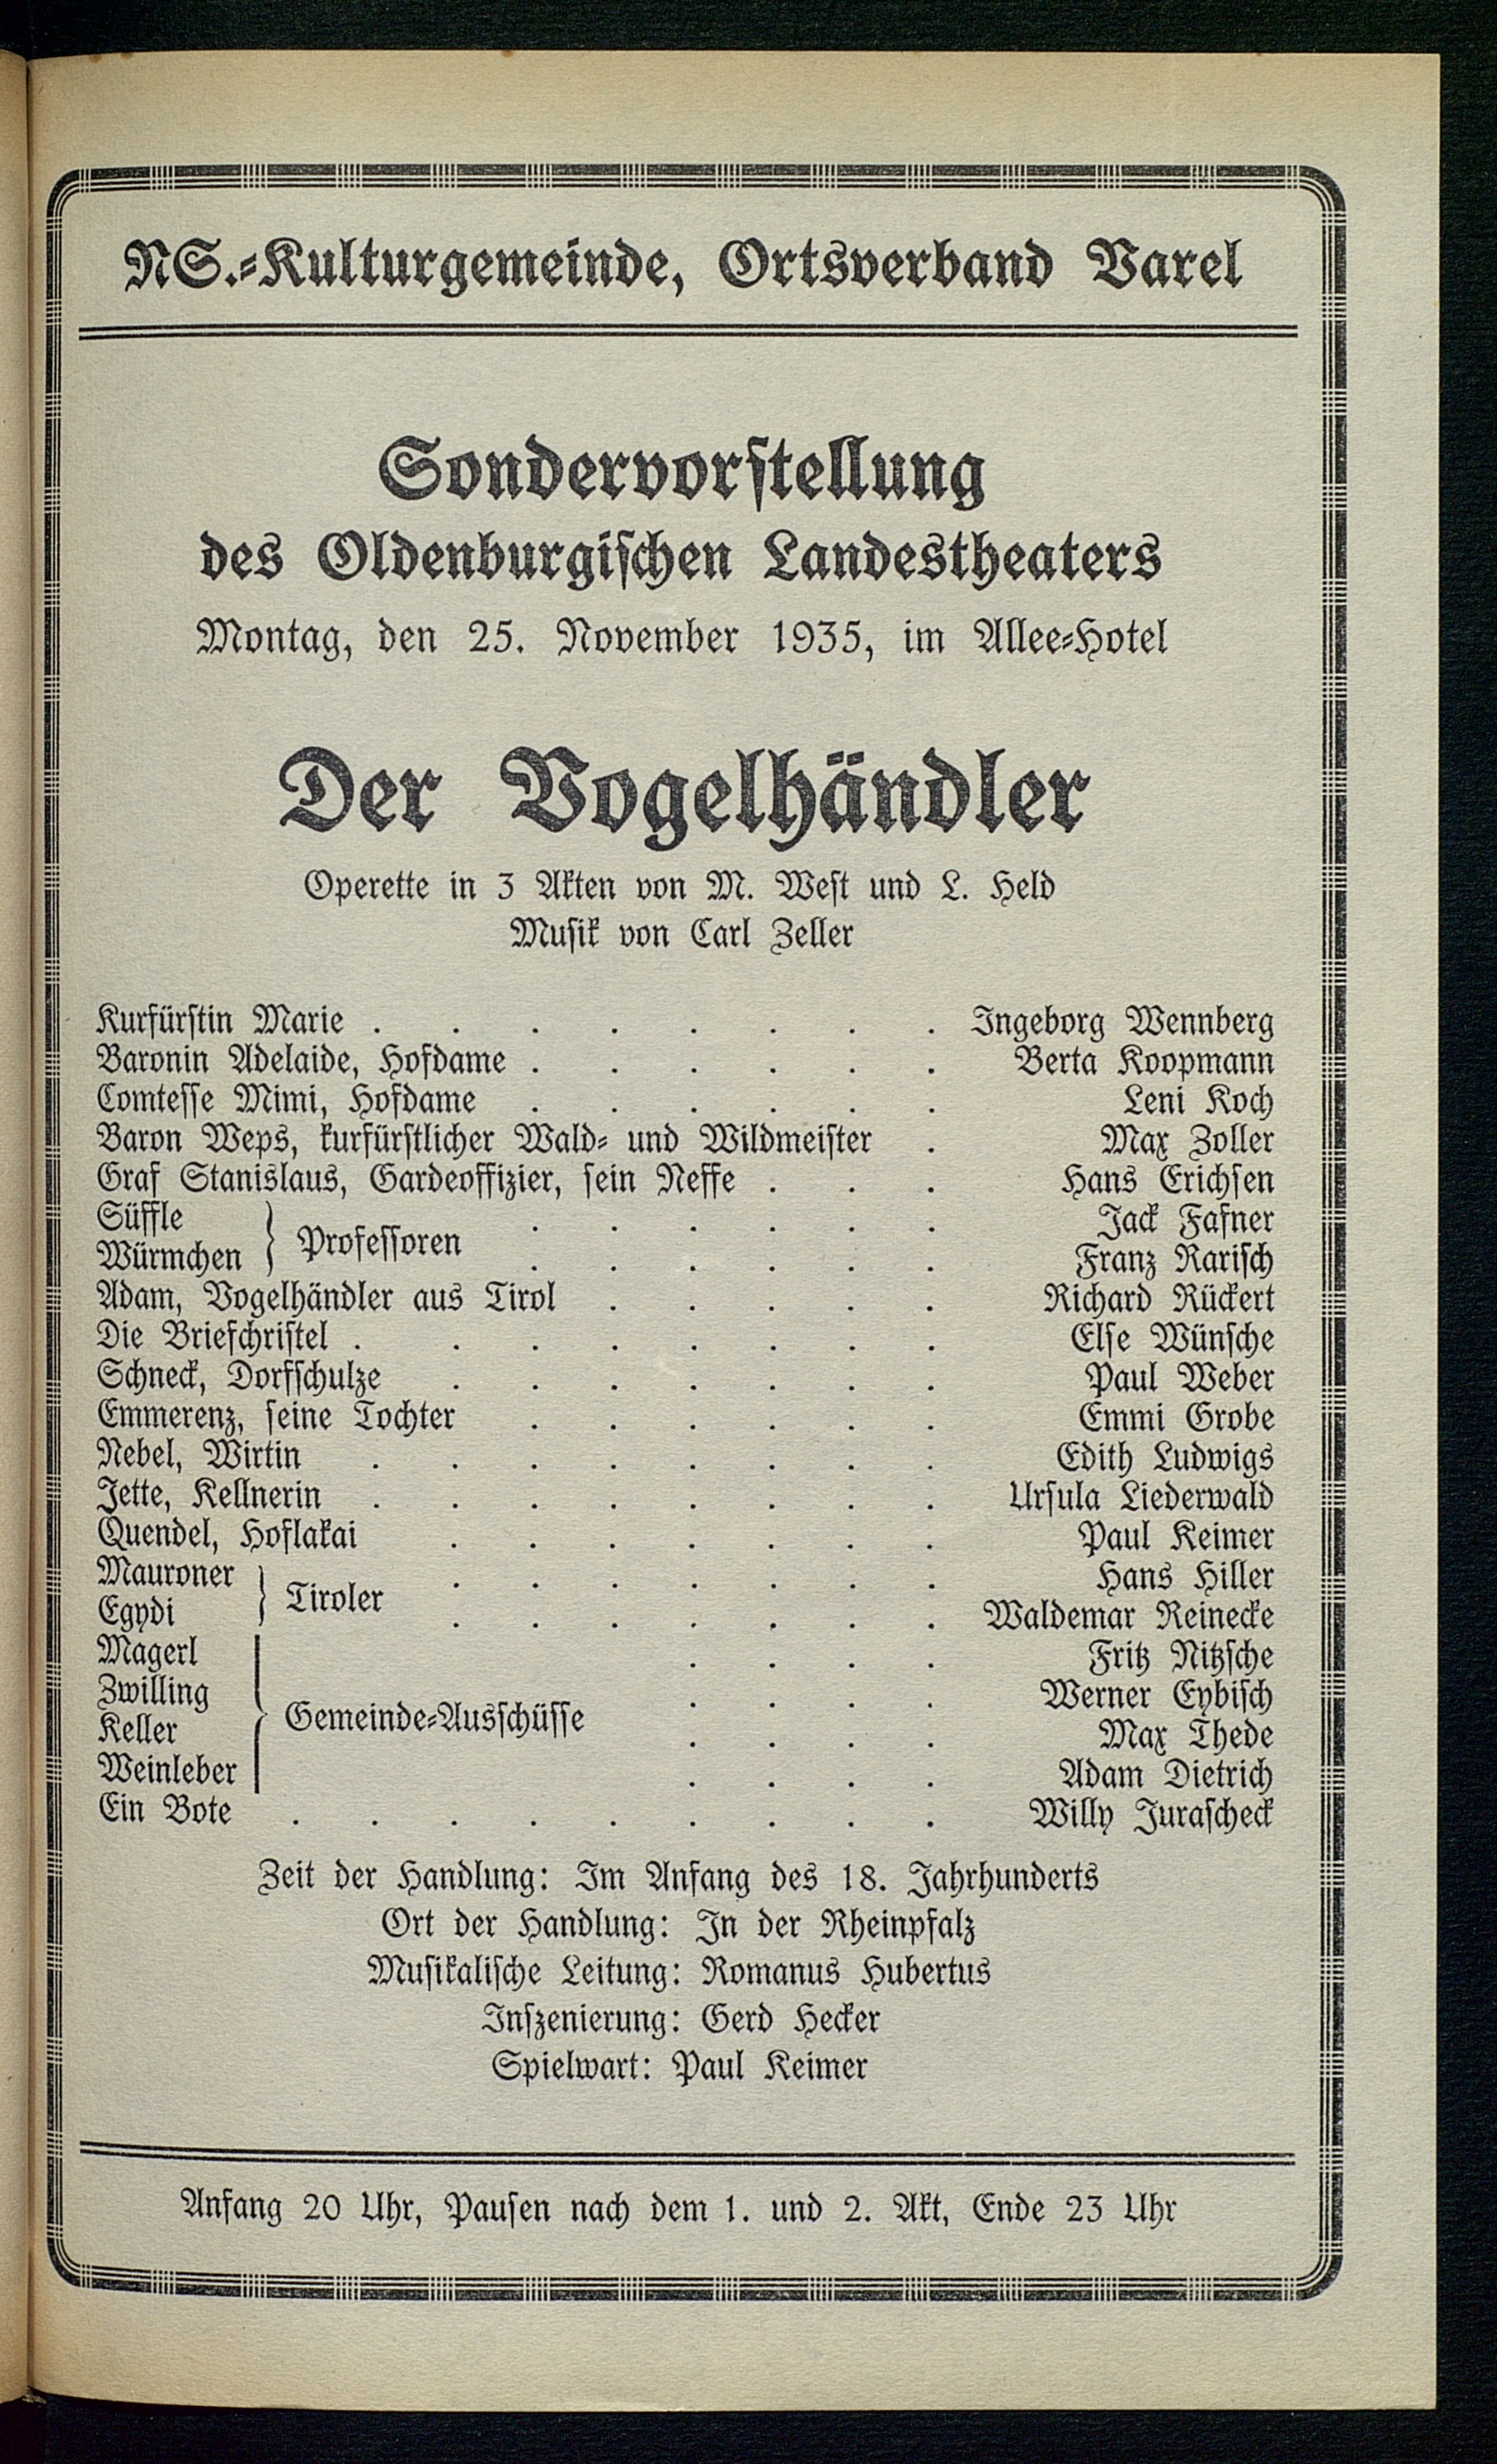 NS.-Kulturgemeinde, Ortsverband Varel
Sondervorstellung
des Oldenburgischen Landestheaters
Montag, den 25. November 1935, im Allee-Hotel
Der Vogelhändler
Operette in 3 Akten von M. West und L. Held
Musik von Carl Zeller
Kurfürstin Marie . . . . . . . . Ingeborg Wennberg
Baronin Adelaide, Hofdame . . . . . . Berta Koopmann
Comtesse Mimi, Hofdame . . . . . . Leni Koch
Baron Weps, kurfürstlicher Wald- und Wildmeister . Max Zoller
Graf Stanislaus, Gardeoffizier, sein Neffe . . . Hans Erichsen
Süffle . . . . . . Jack Fafner
Professoren
Würmchen . . . . . . Franz Rarisch
Adam, Vogelhändler aus Tirol . . . . . Richard Rückert
Die Briefchristel . . . . . . . . Else Wünsche
Schneck, Dorfschulze . . . . . . . Paul Weber
Emmerenz, seine Tochter . . . . . . Emmi Grobe
Nebel, Wirtin . . . . . . . . Edith Ludwigs
Jette, Kellnerin . . . . . . . . Ursula Liederwald
Quendel, Hoflakai . . . . . . . Paul Keimer
Mauroner . . . . . . . Hans Hiller
Tiroler
Egydi . . . . . . . Waldemar Reinecke
Magerl . . . . Fritz Nitzsche
Zwilling . . . . Werner Eybisch
Gemeinde-Ausschüsse
Keller . . . . Max Thede
Weinleber . . . . Adam Dietrich
Ein Bote . . . . . . . . . Willy Jurascheck
Zeit der Handlung: Im Anfang des 18. Jahrhunderts
Ort der Handlung: In der Rheinpfalz
Musikalische Leitung: Romanus Hubertus
Inszenierung: Gerd Hecker
Spielwart: Paul Keimer
Anfang 20 Uhr, Pausen nach dem 1. und 2. Akt, Ende 23 Uhr